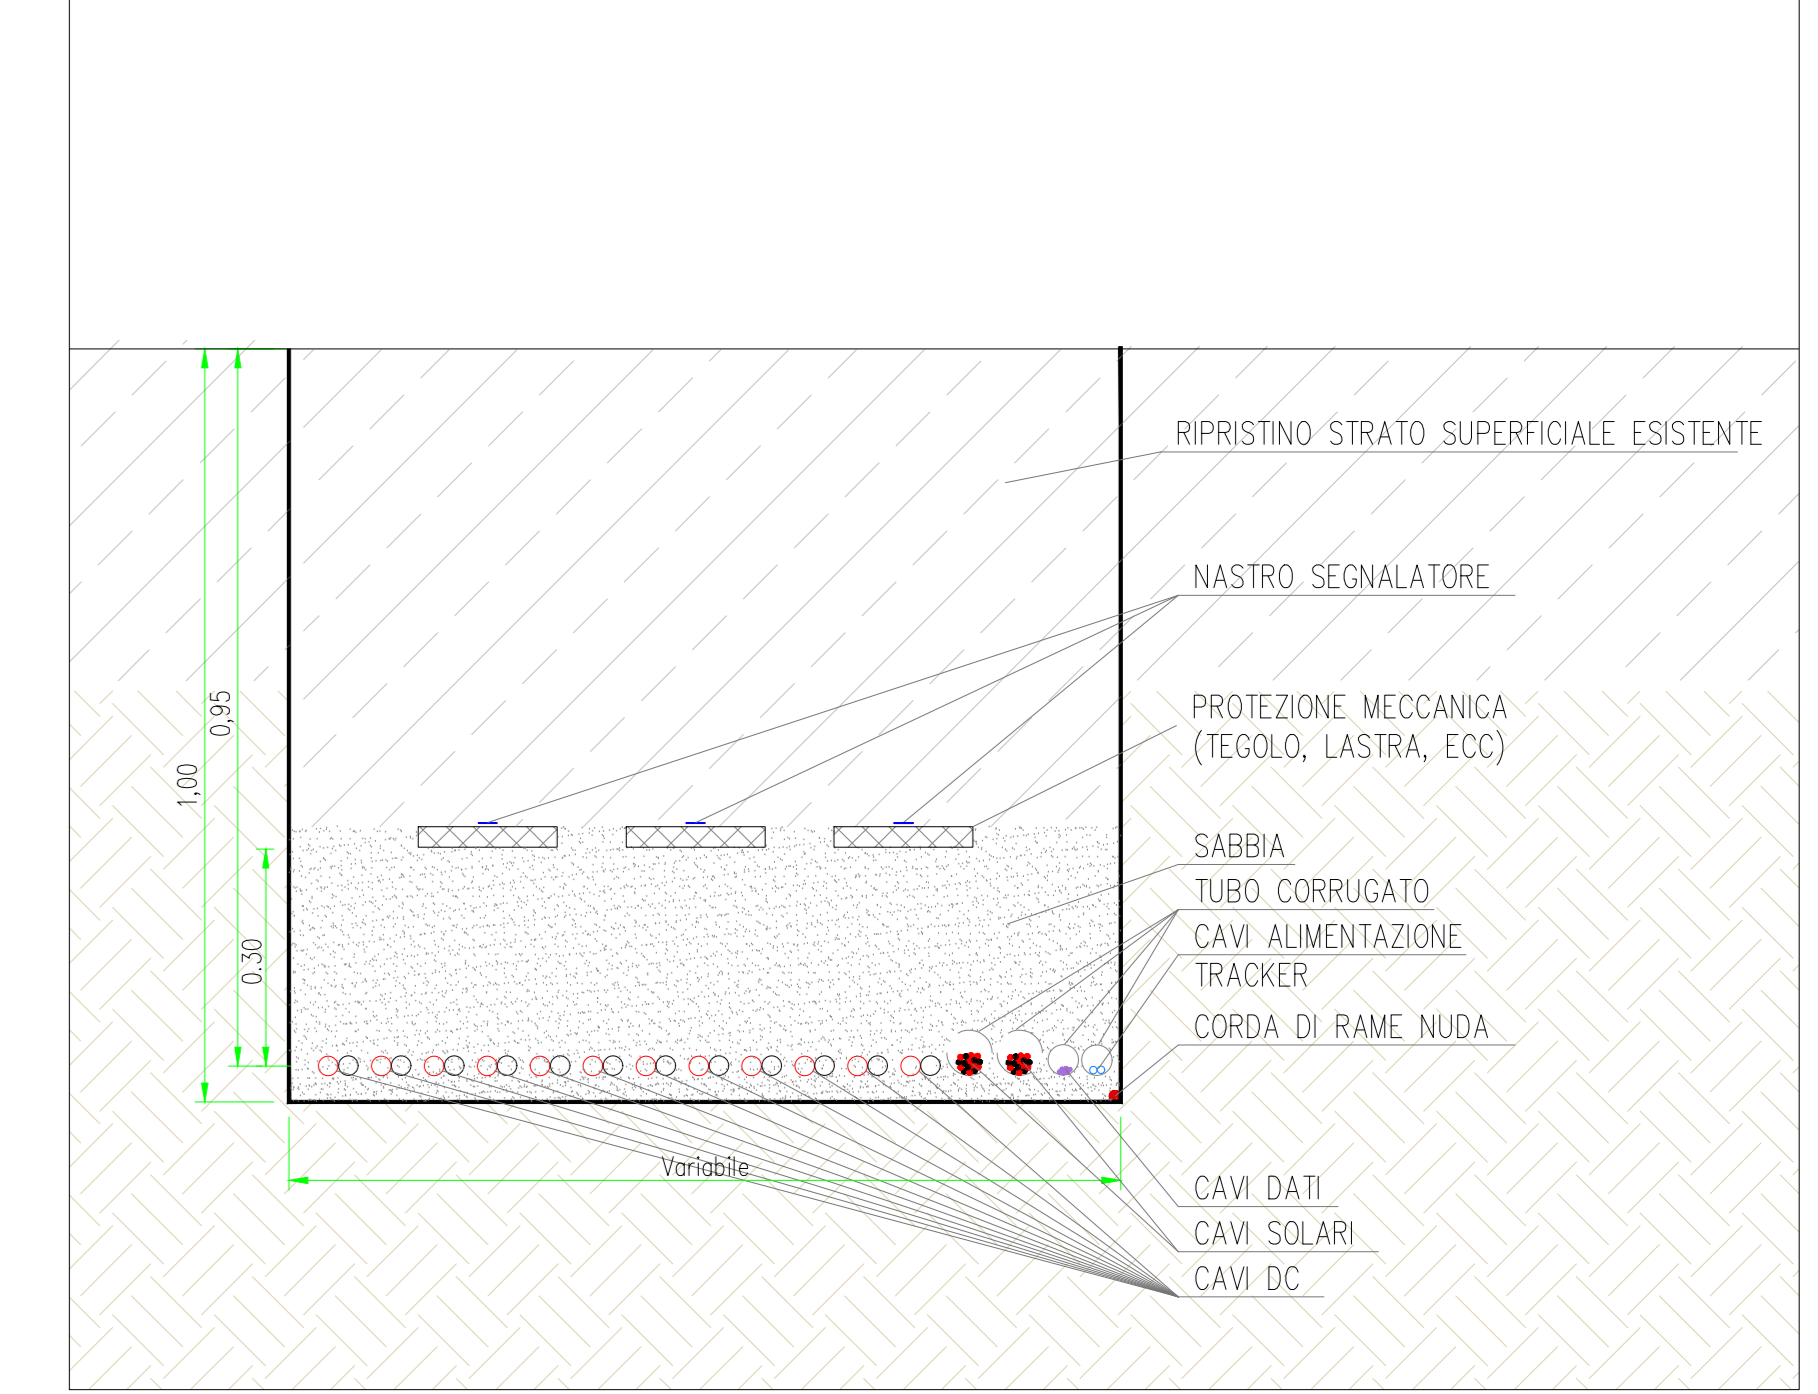 RIPRISTINO STRATO SUPERFICIALE ESISTENTE
NASTRO SEGNALATORE
PROTEZIONE MECCANICA
(TEGOLO, LASTRA, ECC)
0,95
1,00
SABBIA
TUBO CORRUGATO
CAVI ALIMENTAZIONE
TRACKER
0.30
CORDA DI RAME NUDA
Variabile
CAVI DATI
CAVI SOLARI
CAVI DC